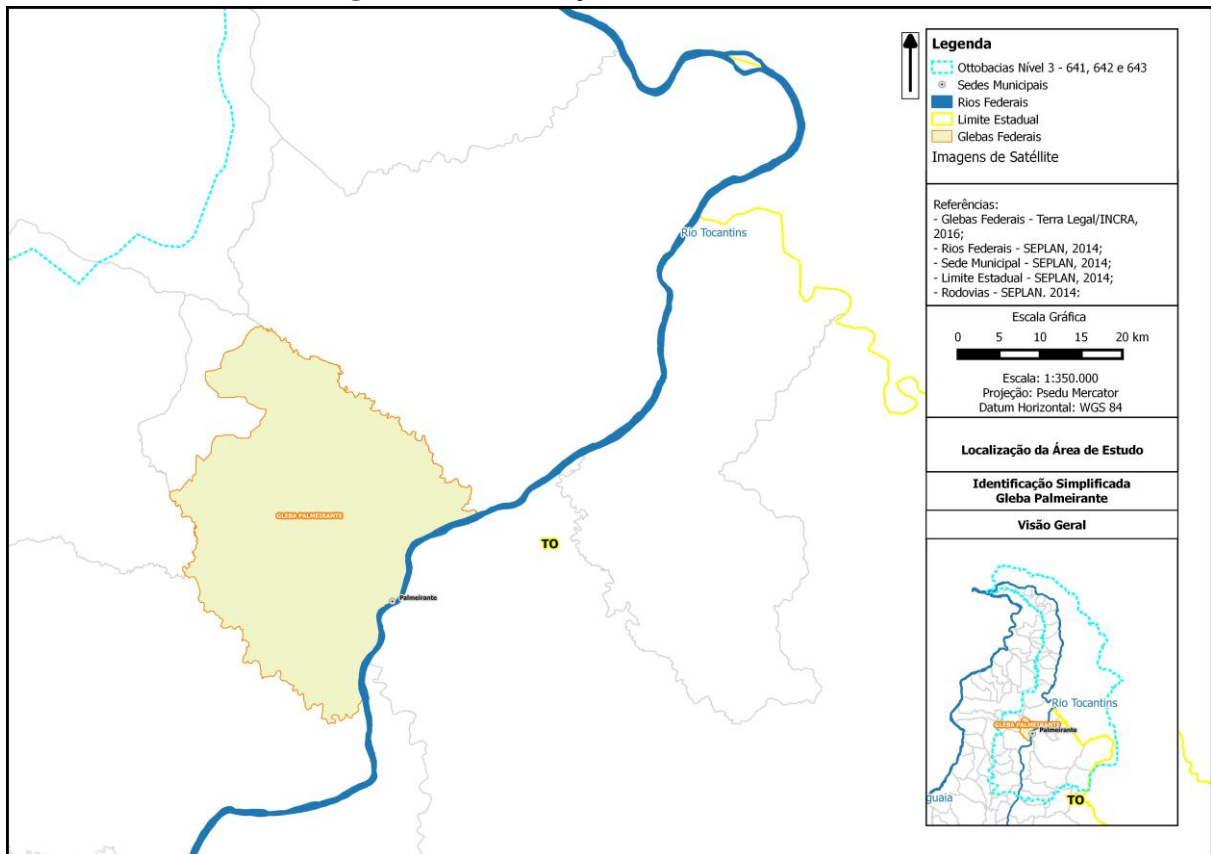 Legenda
Ottobacias Nível 3 - 641, 642 e 643
Sedes Municipais
Rios Federais
Limite Estadual
Glebas Federais
Imagens de Satéllite
Referências:
- Glebas Federais - Terra Legal/INCRA,
2016;
- Rios Federais - SEPLAN, 2014;
- Sede Municipal - SEPLAN, 2014;
- Limite Estadual - SEPLAN, 2014;
- Rodovias - SEPLAN, 2014;
Escala Gráfica
0 5 10 15 20 km
Escala: 1:350.000
Projeção: Psedu Mercator
Datum Horizontal: WGS 84
Localização da Área de Estudo
Identificação Simplificada
Gleba Palmeirante
Visão Geral
Rio Tocantins
GLEBA PALMEIRANTE
Palmeirante
guaia
TO
Rio Tocantins
GLEBA PALMEIRANTE
TO
Palmeirante